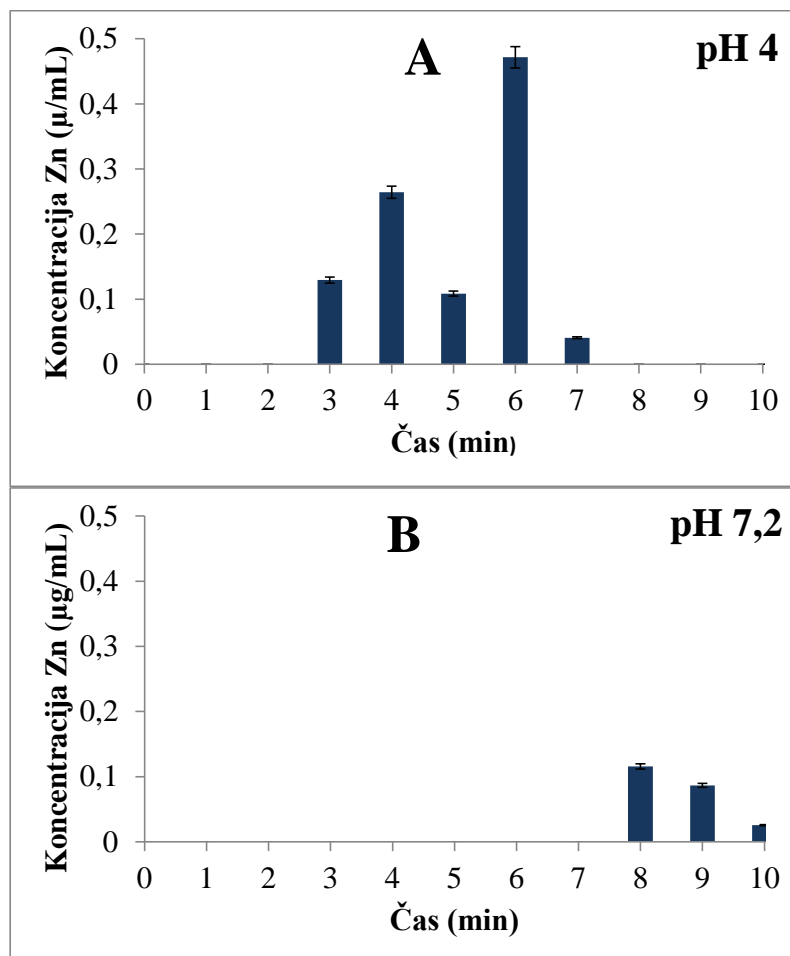 A
pH 4
Koncentracija Zn (µ/mL)
0,5
0,4
0,3
0,2
0,1
0
0 1 2 3 4 5 6 7 8 9 10
Čas (min)
B
pH 7,2
Koncentracija Zn (µg/mL)
0,5
0,4
0,3
0,2
0,1
0
0 1 2 3 4 5 6 7 8 9 10
Čas (min)